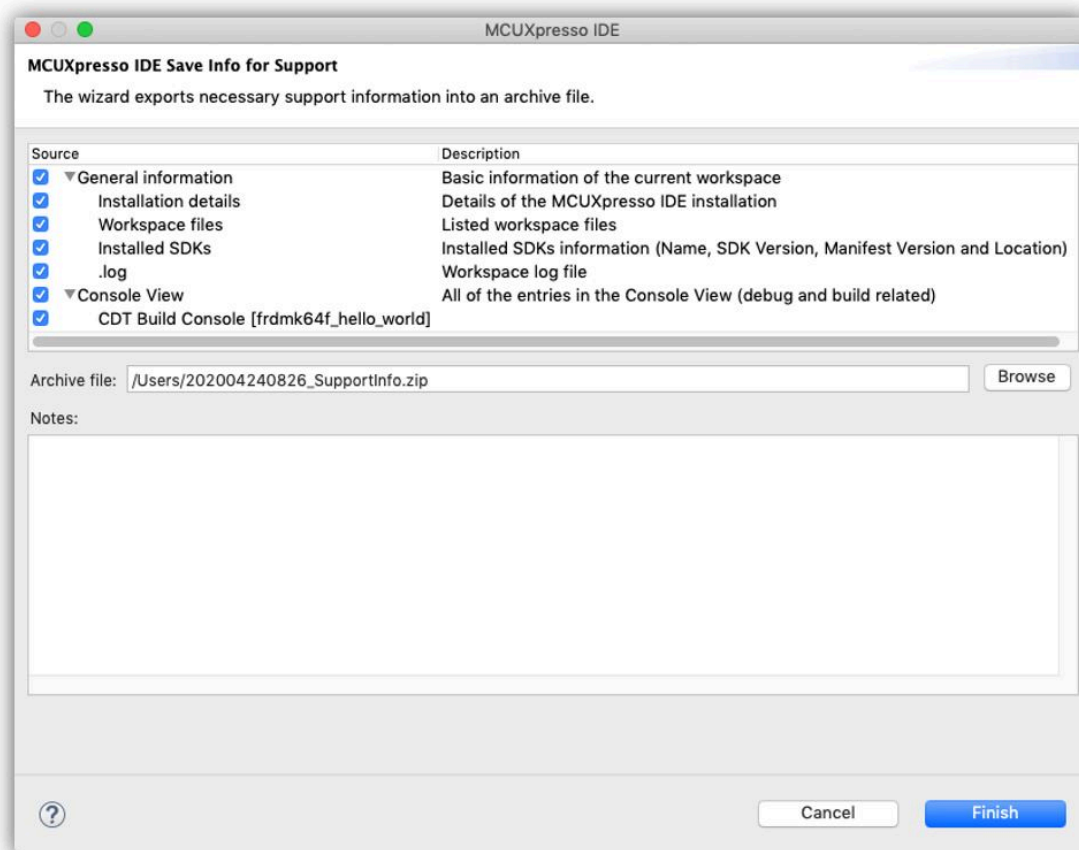 MCUXpresso IDE
MCUXpresso IDE Save Info for Support
The wizard exports necessary support information into an archive file.
Source Description
General information Basic information of the current workspace
Installation details Details of the MCUXpresso IDE installation
Workspace files Listed workspace files
Installed SDKs Installed SDKs information (Name, SDK Version, Manifest Version and Location)
.log Workspace log file
Console View All of the entries in the Console View (debug and build related)
CDT Build Console [frdmk64f_hello_world]
Archive file: /Users/202004240826_SupportInfo.zip Browse
Notes:
? Cancel Finish